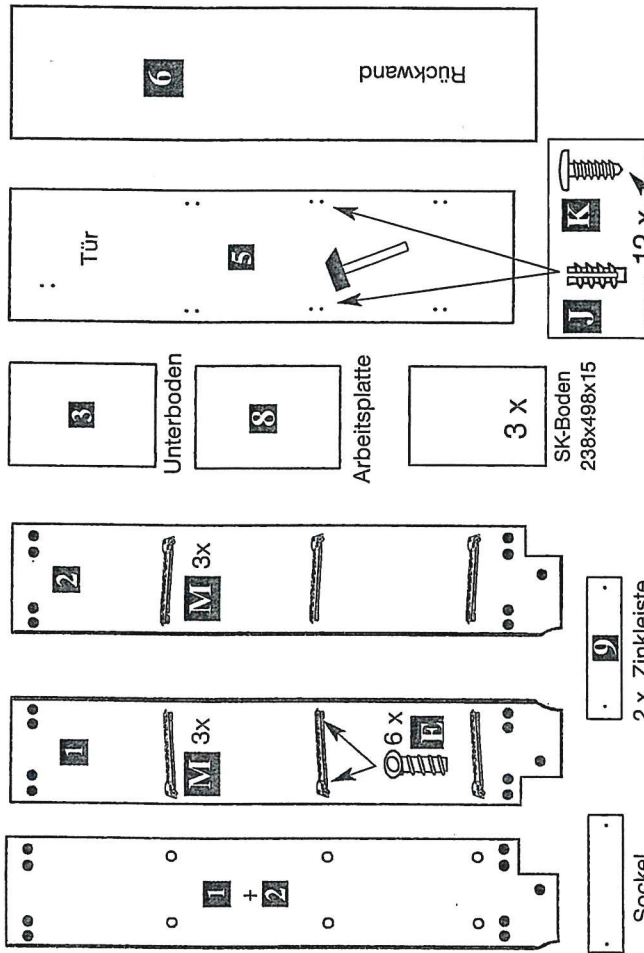 6
Rückwand
Tür
5
J
K
12 x
3
Unterboden
8
Arbeitsplatte
3 x
SK-Boden
238x498x15
2
M 3x
1
M 3x
6 x
E
9
2 x Zinkleiste
1
+
2
Sockel